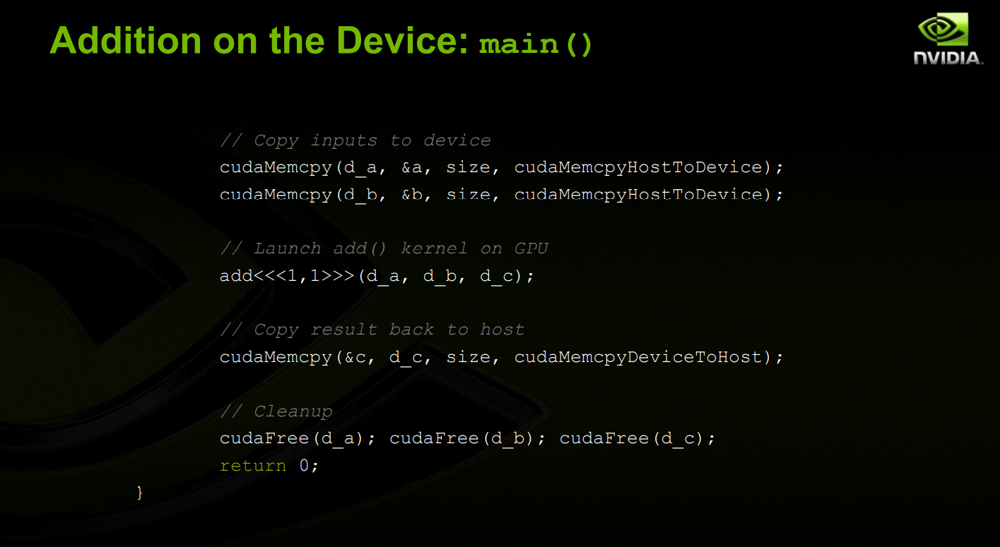 Addition on the Device: main()
NVIDIA.
// Copy inputs to device
cudaMemcpy(d_a, &a, size, cudaMemcpyHostToDevice);
cudaMemcpy(d_b, &b, size, cudaMemcpyHostToDevice);
// Launch add() kernel on GPU
add<<<1,1>>>(d_a, d_b, d_c);
// Copy result back to host
cudaMemcpy(&c, d_c, size, cudaMemcpyDeviceToHost);
// Cleanup
cudaFree(d_a); cudaFree(d_b); cudaFree(d_c);
return 0;
}